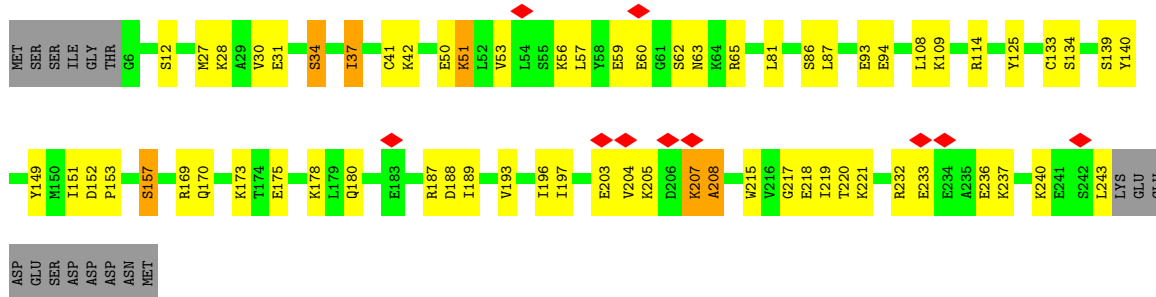 MET SER SER ILE GLY THR G6 S12 M27 K28 A29 V30 E31 S34 I37 C41 K42 E50 K51 L52 V53 L54 S55 K56 L57 Y58 E59 E60 G61 S62 N63 K64 R65 L81 S86 L87 E93 E94 L108 K109 R114 Y125 C133 S134 S139 Y140
Y149 M150 I151 D152 P153 S157 R169 Q170 K173 T174 E175 K178 L179 Q180 E183 R187 D188 I189 V193 I196 I197 E203 V204 K205 D206 K207 A208 W215 V216 G217 E218 I219 T220 K221 R232 E233 E234 A235 E236 K237 K240 E241 S242 L243 LYS GLU GLU
ASP GLU SER ASP ASP ASP ASN MET